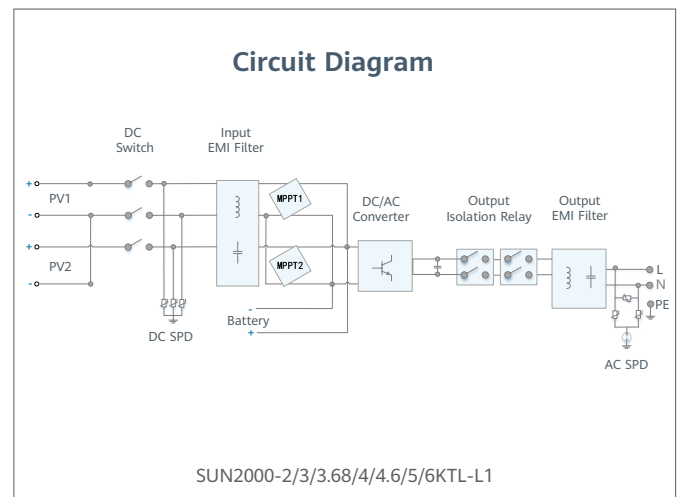 Circuit Diagram
DC
Switch
Input
EMI Filter
+
PV1
-
+
PV2
-
MPPT1
MPPT2
DC/AC
Converter
Output
Isolation Relay
Output
EMI Filter
L
N
PE
DC SPD
-
Battery
+
AC SPD
SUN2000-2/3/3.68/4/4.6/5/6KTL-L1